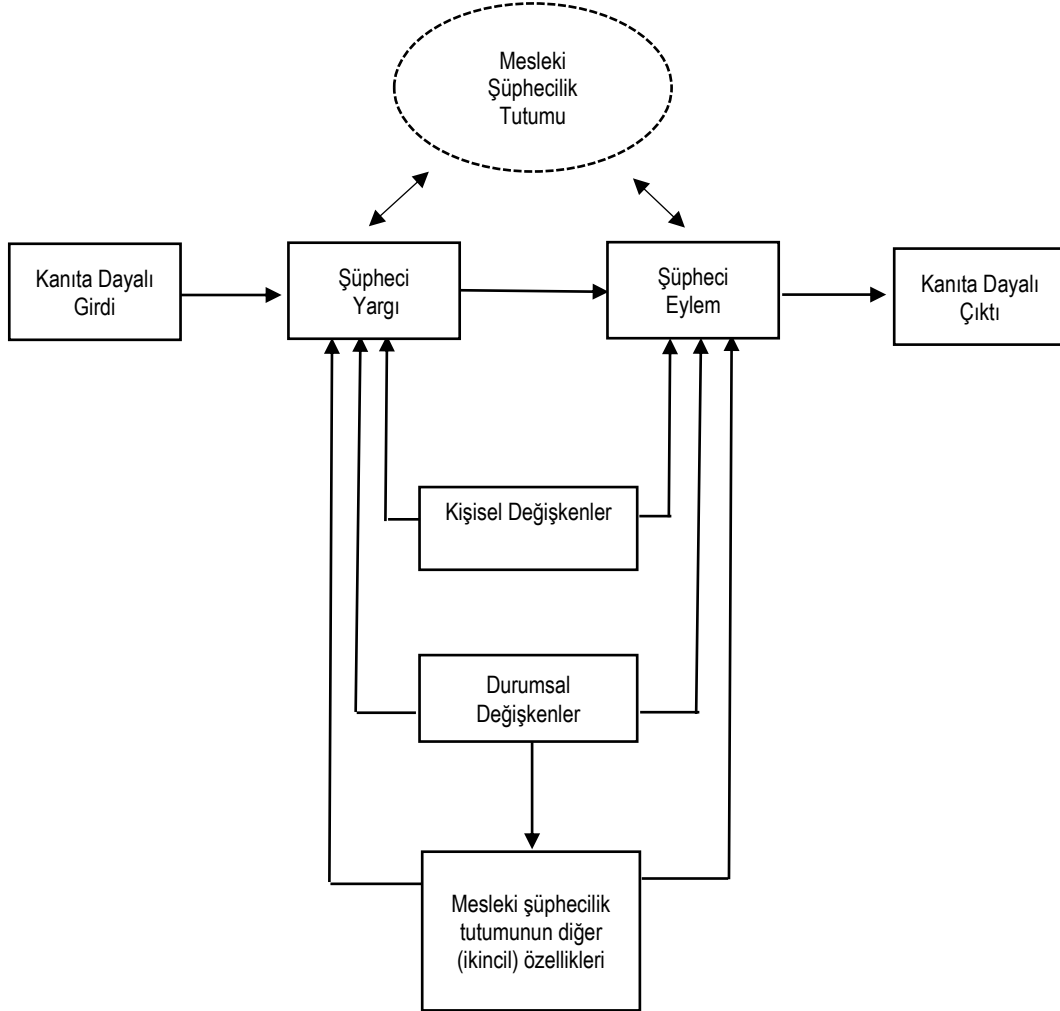 Mesleki
Şüphecilik
Tutumu
Kanıta Dayalı
Girdi
Şüpheci
Yargı
Şüpheci
Eylem
Kanıta Dayalı
Çıktı
Kişisel Değişkenler
Durumsal
Değişkenler
Mesleki şüphecilik
tutumunun diğer
(ikincil) özellikleri